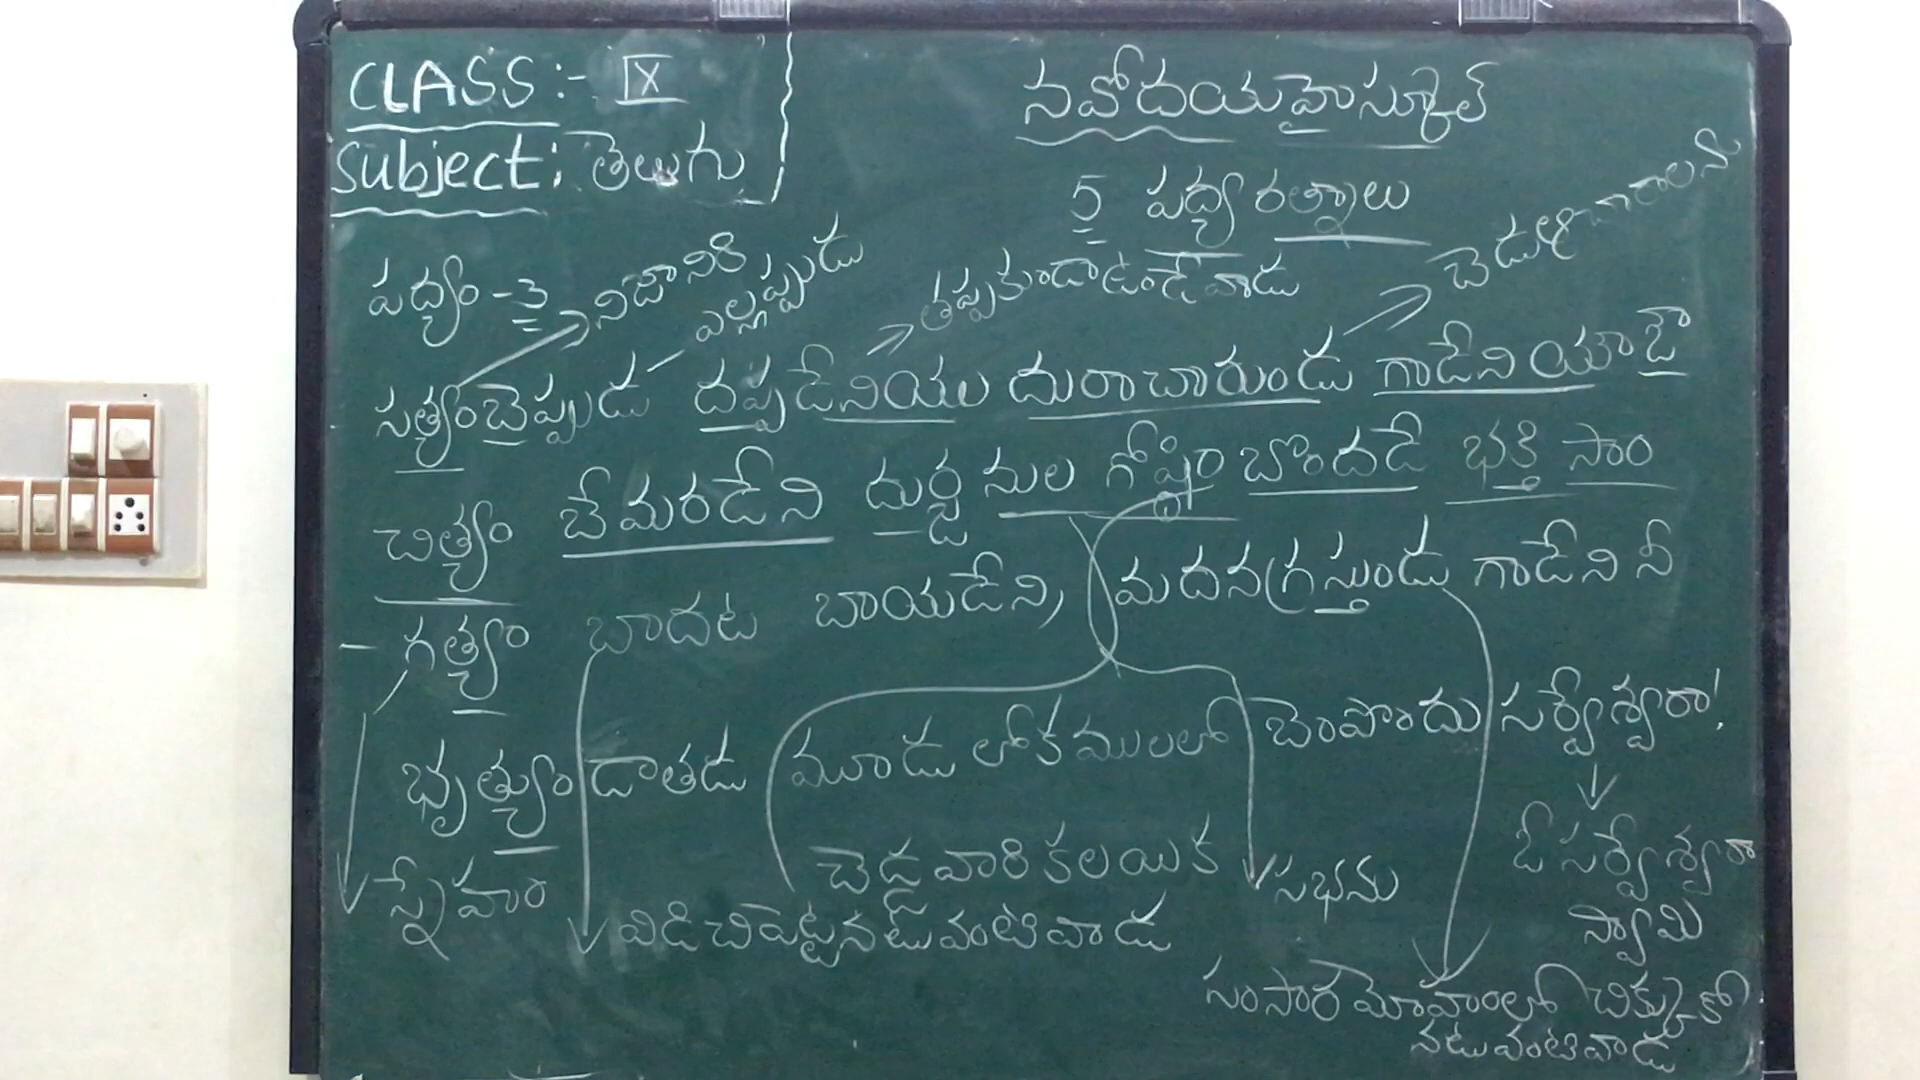 CLASS:- IX
Subject: తెలుగు
నవోదయహైస్కూల్
5 పద్య రత్నాలు
పద్యం - 3
నిజానికి
ఎల్లప్పుడు
తప్పకుండా ఉండేవాడు
చెడు ఆచారాలను
సత్యంబెప్పుడు దప్పడేనియు దురాచారుండు గాడేని యా
చిత్యం బేమరడేని దుర్జనుల గోష్ఠిం బొందడే భక్తి సాం
- గత్యం బాదట బాయడేని, మదనగ్రస్తుండు గాడేని నీ
భృత్యుం డాతడు మూడు లోకములలో బెంపొందు సర్వేశ్వరా!
స్నేహం
విడిచిపెట్టనటువంటివాడు
చెడ్డవారి కలయిక
సభను
ఓ సర్వేశ్వరా
స్వామి
సంసార మోహంలో చిక్కుకో
నటువంటివాడు